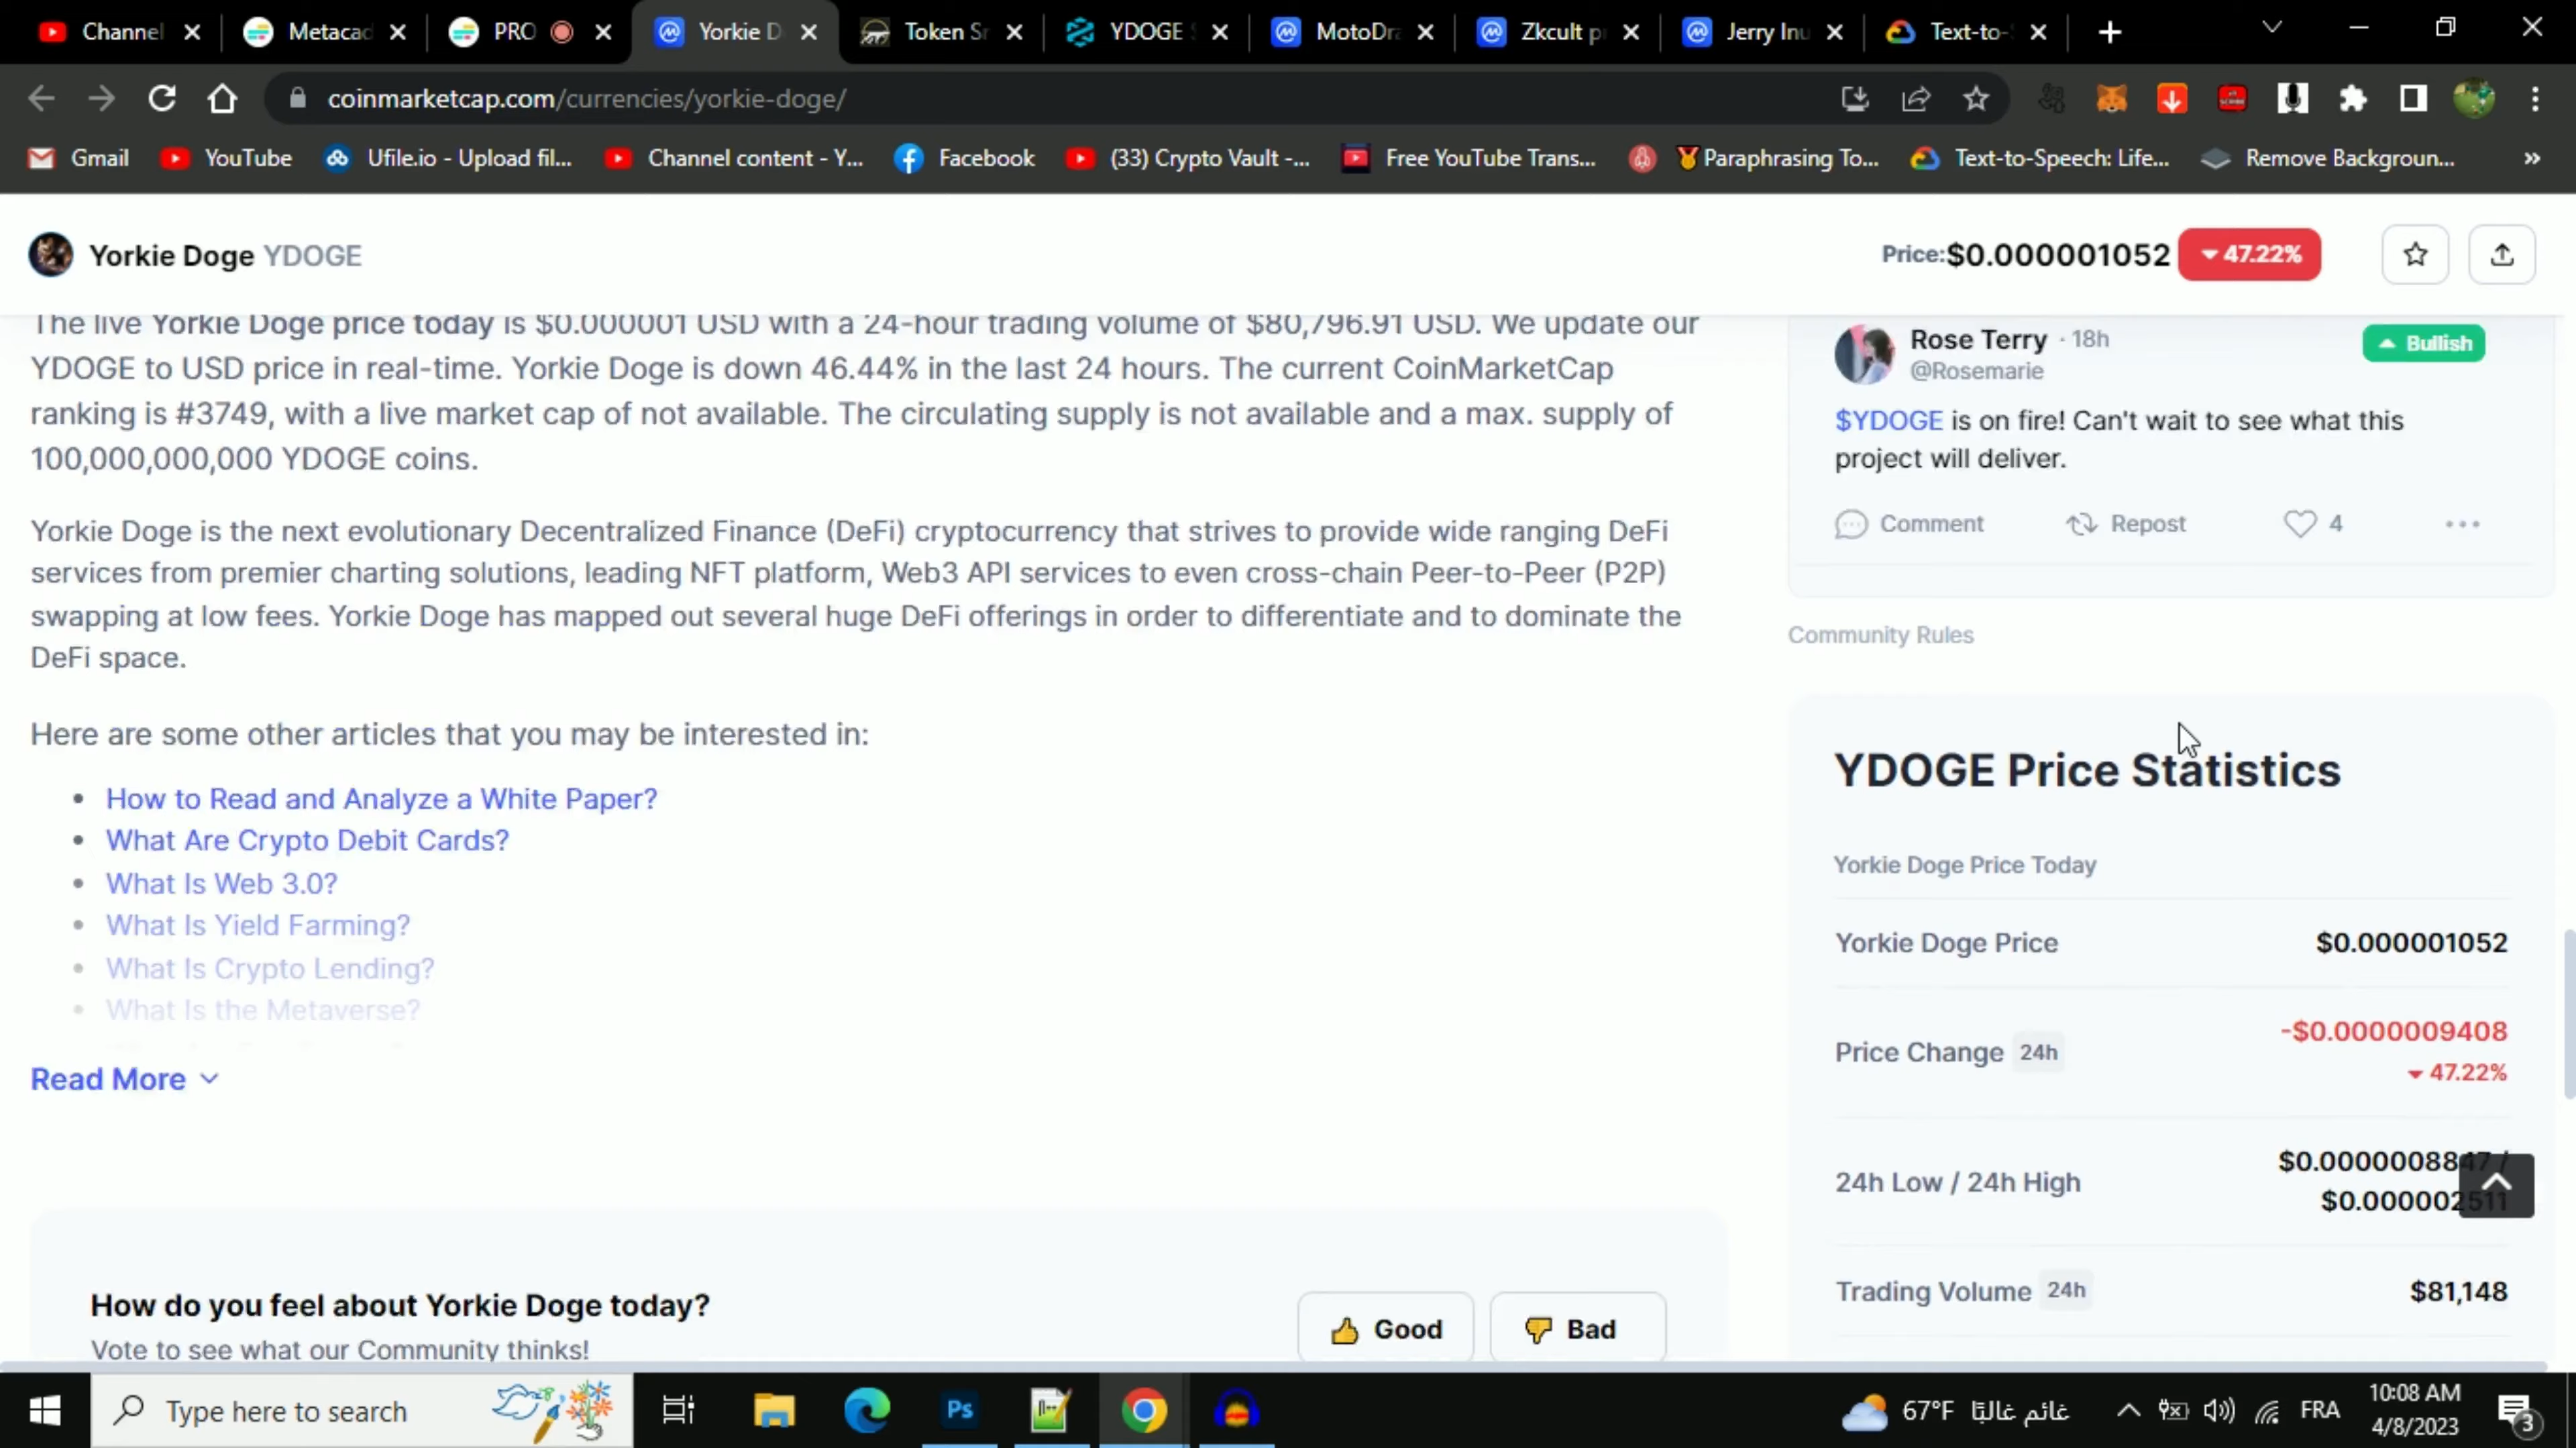 Channel
Metacad
PRO
Yorkie D
Token Sn
YDOGE
MotoDra
Zkcult p
Jerry Inu
Text-to-
coinmarketcap.com/currencies/yorkie-doge/
Gmail
YouTube
Ufile.io - Upload fil...
Channel content - Y...
Facebook
(33) Crypto Vault -...
Free YouTube Trans...
Paraphrasing To...
Text-to-Speech: Life...
Remove Backgroun...
»
Yorkie Doge YDOGE
Price:$0.000001052 47.22%
The live Yorkie Doge price today is $0.000001 USD with a 24-hour trading volume of $80,796.91 USD. We update our
YDOGE to USD price in real-time. Yorkie Doge is down 46.44% in the last 24 hours. The current CoinMarketCap
ranking is #3749, with a live market cap of not available. The circulating supply is not available and a max. supply of
100,000,000,000 YDOGE coins.
Yorkie Doge is the next evolutionary Decentralized Finance (DeFi) cryptocurrency that strives to provide wide ranging DeFi
services from premier charting solutions, leading NFT platform, Web3 API services to even cross-chain Peer-to-Peer (P2P)
swapping at low fees. Yorkie Doge has mapped out several huge DeFi offerings in order to differentiate and to dominate the
DeFi space.
Here are some other articles that you may be interested in:
• How to Read and Analyze a White Paper?
• What Are Crypto Debit Cards?
• What Is Web 3.0?
• What Is Yield Farming?
• What Is Crypto Lending?
• What Is the Metaverse?
Read More
How do you feel about Yorkie Doge today?
Vote to see what our Community thinks!
Good
Bad
Rose Terry · 18h
Bullish
@Rosemarie
$YDOGE is on fire! Can't wait to see what this
project will deliver.
Comment
Repost
4
Community Rules
YDOGE Price Statistics
Yorkie Doge Price Today
Yorkie Doge Price $0.000001052
Price Change 24h -$0.0000009408
47.22%
24h Low / 24h High $0.0000008847 /
$0.000002511
Trading Volume 24h $81,148
Type here to search
Ps
67°F غائم غالبًا
FRA
10:08 AM
4/8/2023
3